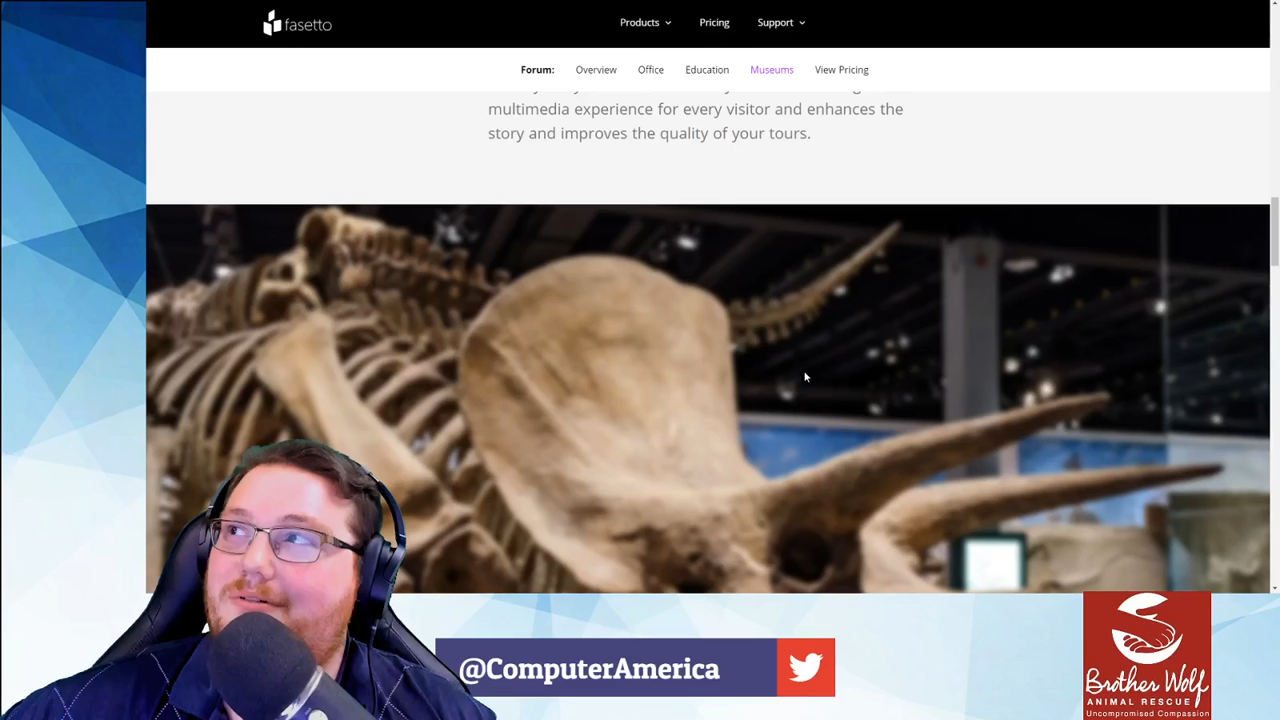 fasetto
Products
Pricing
Support
Forum:
Overview
Office
Education
Museums
View Pricing
multimedia experience for every visitor and enhances the
story and improves the quality of your tours.
@ComputerAmerica
Brother Wolf
ANIMAL RESCUE
Uncompromised Compassion